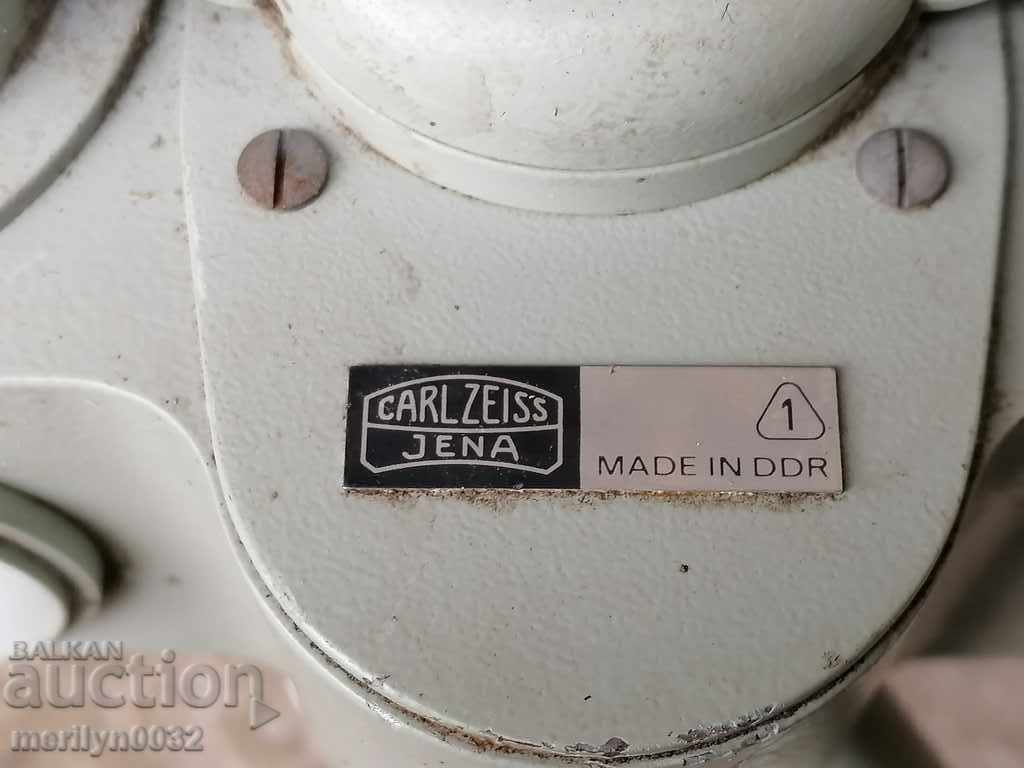 CARL ZEISS
JENA
1
MADE IN DDR
BALKAN
auction
merilyn0032